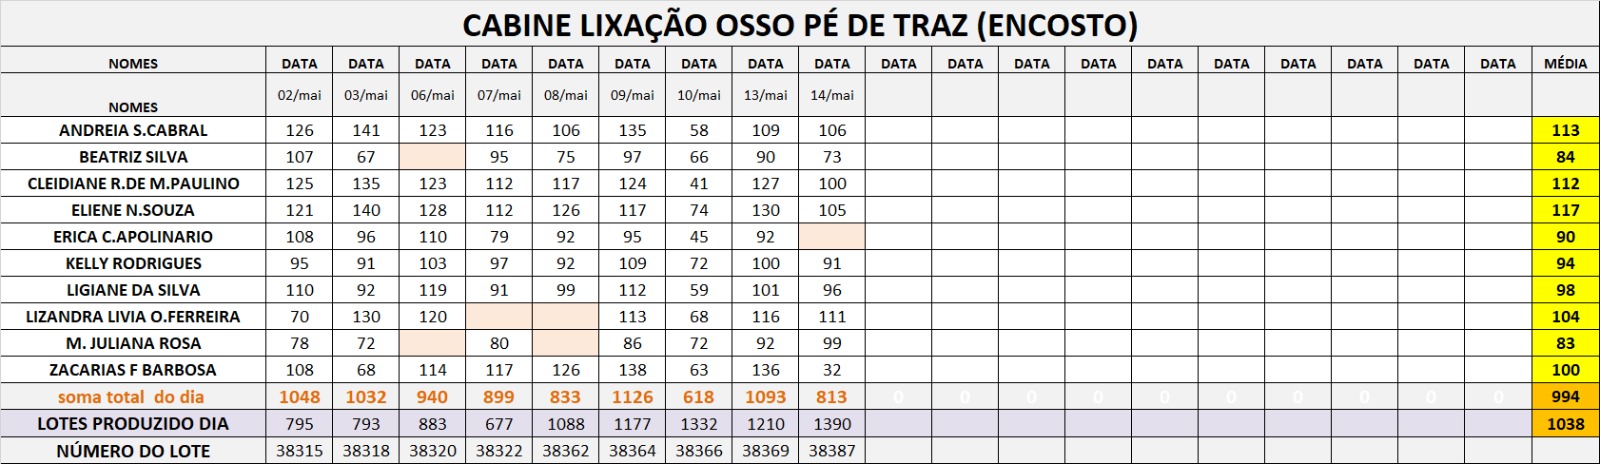 CABINE LIXAÇÃO OSSO PÉ DE TRAZ (ENCOSTO)
NOMES DATA DATA DATA DATA DATA DATA DATA DATA DATA DATA DATA DATA DATA DATA DATA DATA DATA DATA DATA MÉDIA
NOMES 02/mai 03/mai 06/mai 07/mai 08/mai 09/mai 10/mai 13/mai 14/mai
ANDREIA S.CABRAL 126 141 123 116 106 135 58 109 106 113
BEATRIZ SILVA 107 67 95 75 97 66 90 73 84
CLEIDIANE R.DE M.PAULINO 125 135 123 112 117 124 41 127 100 112
ELIENE N.SOUZA 121 140 128 112 126 117 74 130 105 117
ERICA C.APOLINARIO 108 96 110 79 92 95 45 92 90
KELLY RODRIGUES 95 91 103 97 92 109 72 100 91 94
LIGIANE DA SILVA 110 92 119 91 99 112 59 101 96 98
LIZANDRA LIVIA O.FERREIRA 70 130 120 113 68 116 111 104
M. JULIANA ROSA 78 72 80 86 72 92 99 83
ZACARIAS F BARBOSA 108 68 114 117 126 138 63 136 32 100
soma total do dia 1048 1032 940 899 833 1126 618 1093 813 0 0 0 0 0 0 0 0 0 0 994
LOTES PRODUZIDO DIA 795 793 883 677 1088 1177 1332 1210 1390 1038
NÚMERO DO LOTE 38315 38318 38320 38322 38362 38364 38366 38369 38387